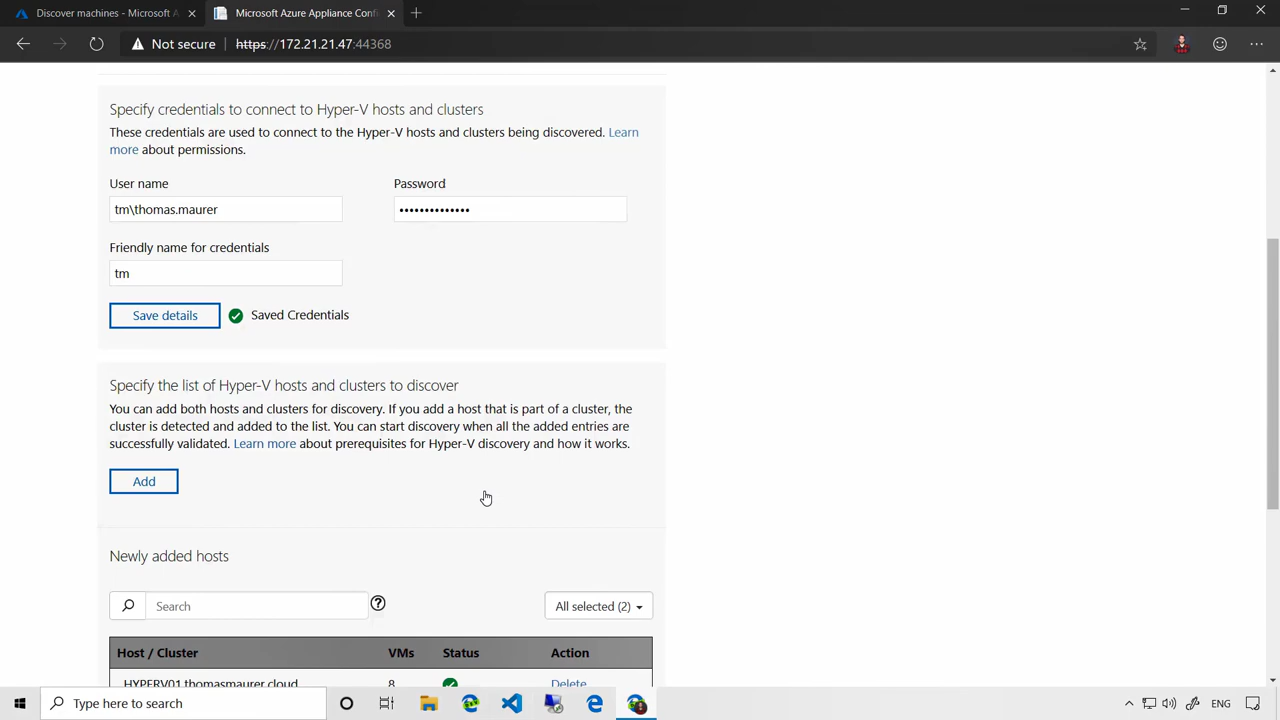 Discover machines - Microsoft A
Microsoft Azure Appliance Conf
Not secure
https://172.21.21.47:44368
Specify credentials to connect to Hyper-V hosts and clusters
These credentials are used to connect to the Hyper-V hosts and clusters being discovered. Learn
more about permissions.
User name
Password
tm\thomas.maurer
••••••••••••••
Friendly name for credentials
tm
Save details
Saved Credentials
Specify the list of Hyper-V hosts and clusters to discover
You can add both hosts and clusters for discovery. If you add a host that is part of a cluster, the
cluster is detected and added to the list. You can start discovery when all the added entries are
successfully validated. Learn more about prerequisites for Hyper-V discovery and how it works.
Add
Newly added hosts
Search
All selected (2)
Host / Cluster VMs Status Action
HYPERV01.thomasmaurer.cloud 8 Delete
Type here to search
ENG